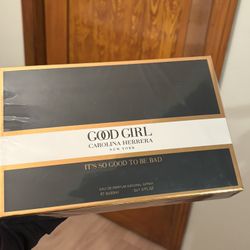 GOOD GIRL
CAROLINA HERRERA
NEW YORK
IT'S SO GOOD TO BE BAD
EAU DE PARFUM NATURAL SPRAY